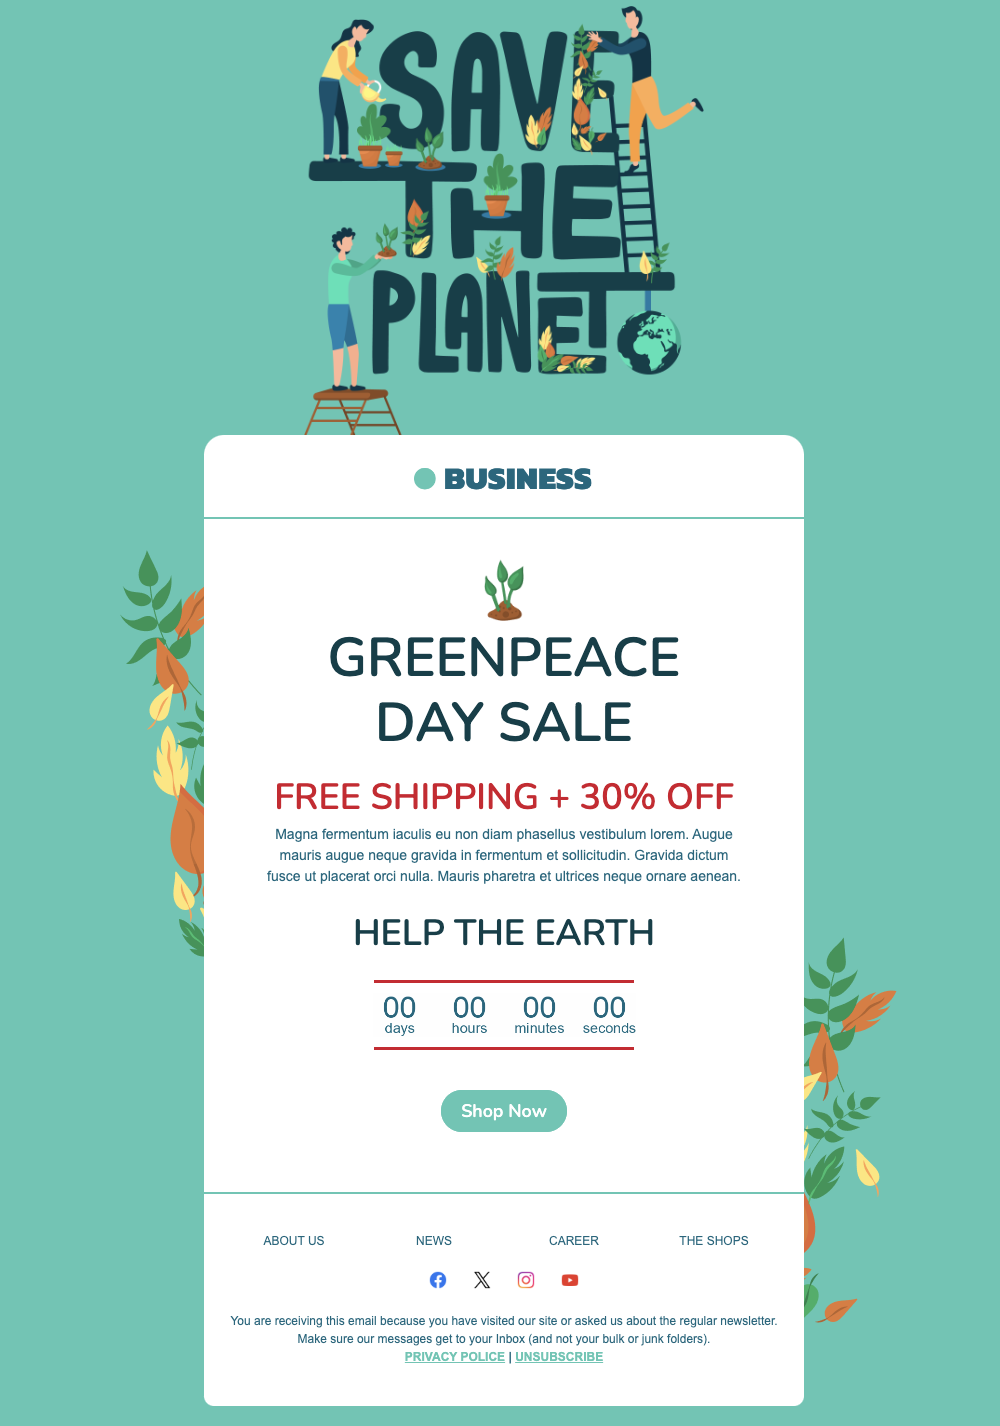 SAVE
THE
PLANET
BUSINESS
GREENPEACE
DAY SALE
FREE SHIPPING + 30% OFF
Magna fermentum iaculis eu non diam phasellus vestibulum lorem. Augue
mauris augue neque gravida in fermentum et sollicitudin. Gravida dictum
fusce ut placerat orci nulla. Mauris pharetra et ultrices neque ornare aenean.
HELP THE EARTH
00 00 00 00
days hours minutes seconds
Shop Now
ABOUT US NEWS CAREER THE SHOPS
You are receiving this email because you have visited our site or asked us about the regular newsletter.
Make sure our messages get to your Inbox (and not your bulk or junk folders).
PRIVACY POLICE | UNSUBSCRIBE